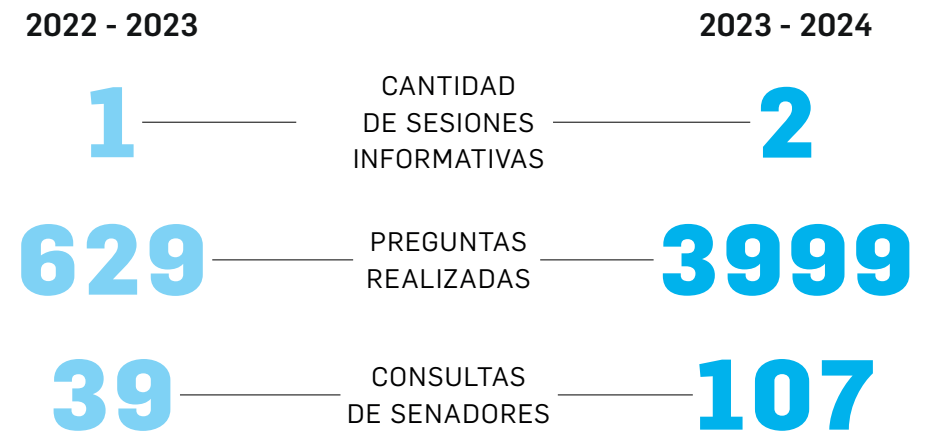 2022 - 2023
2023 - 2024
1
CANTIDAD
DE SESIONES
INFORMATIVAS
2
629
PREGUNTAS
REALIZADAS
3999
39
CONSULTAS
DE SENADORES
107